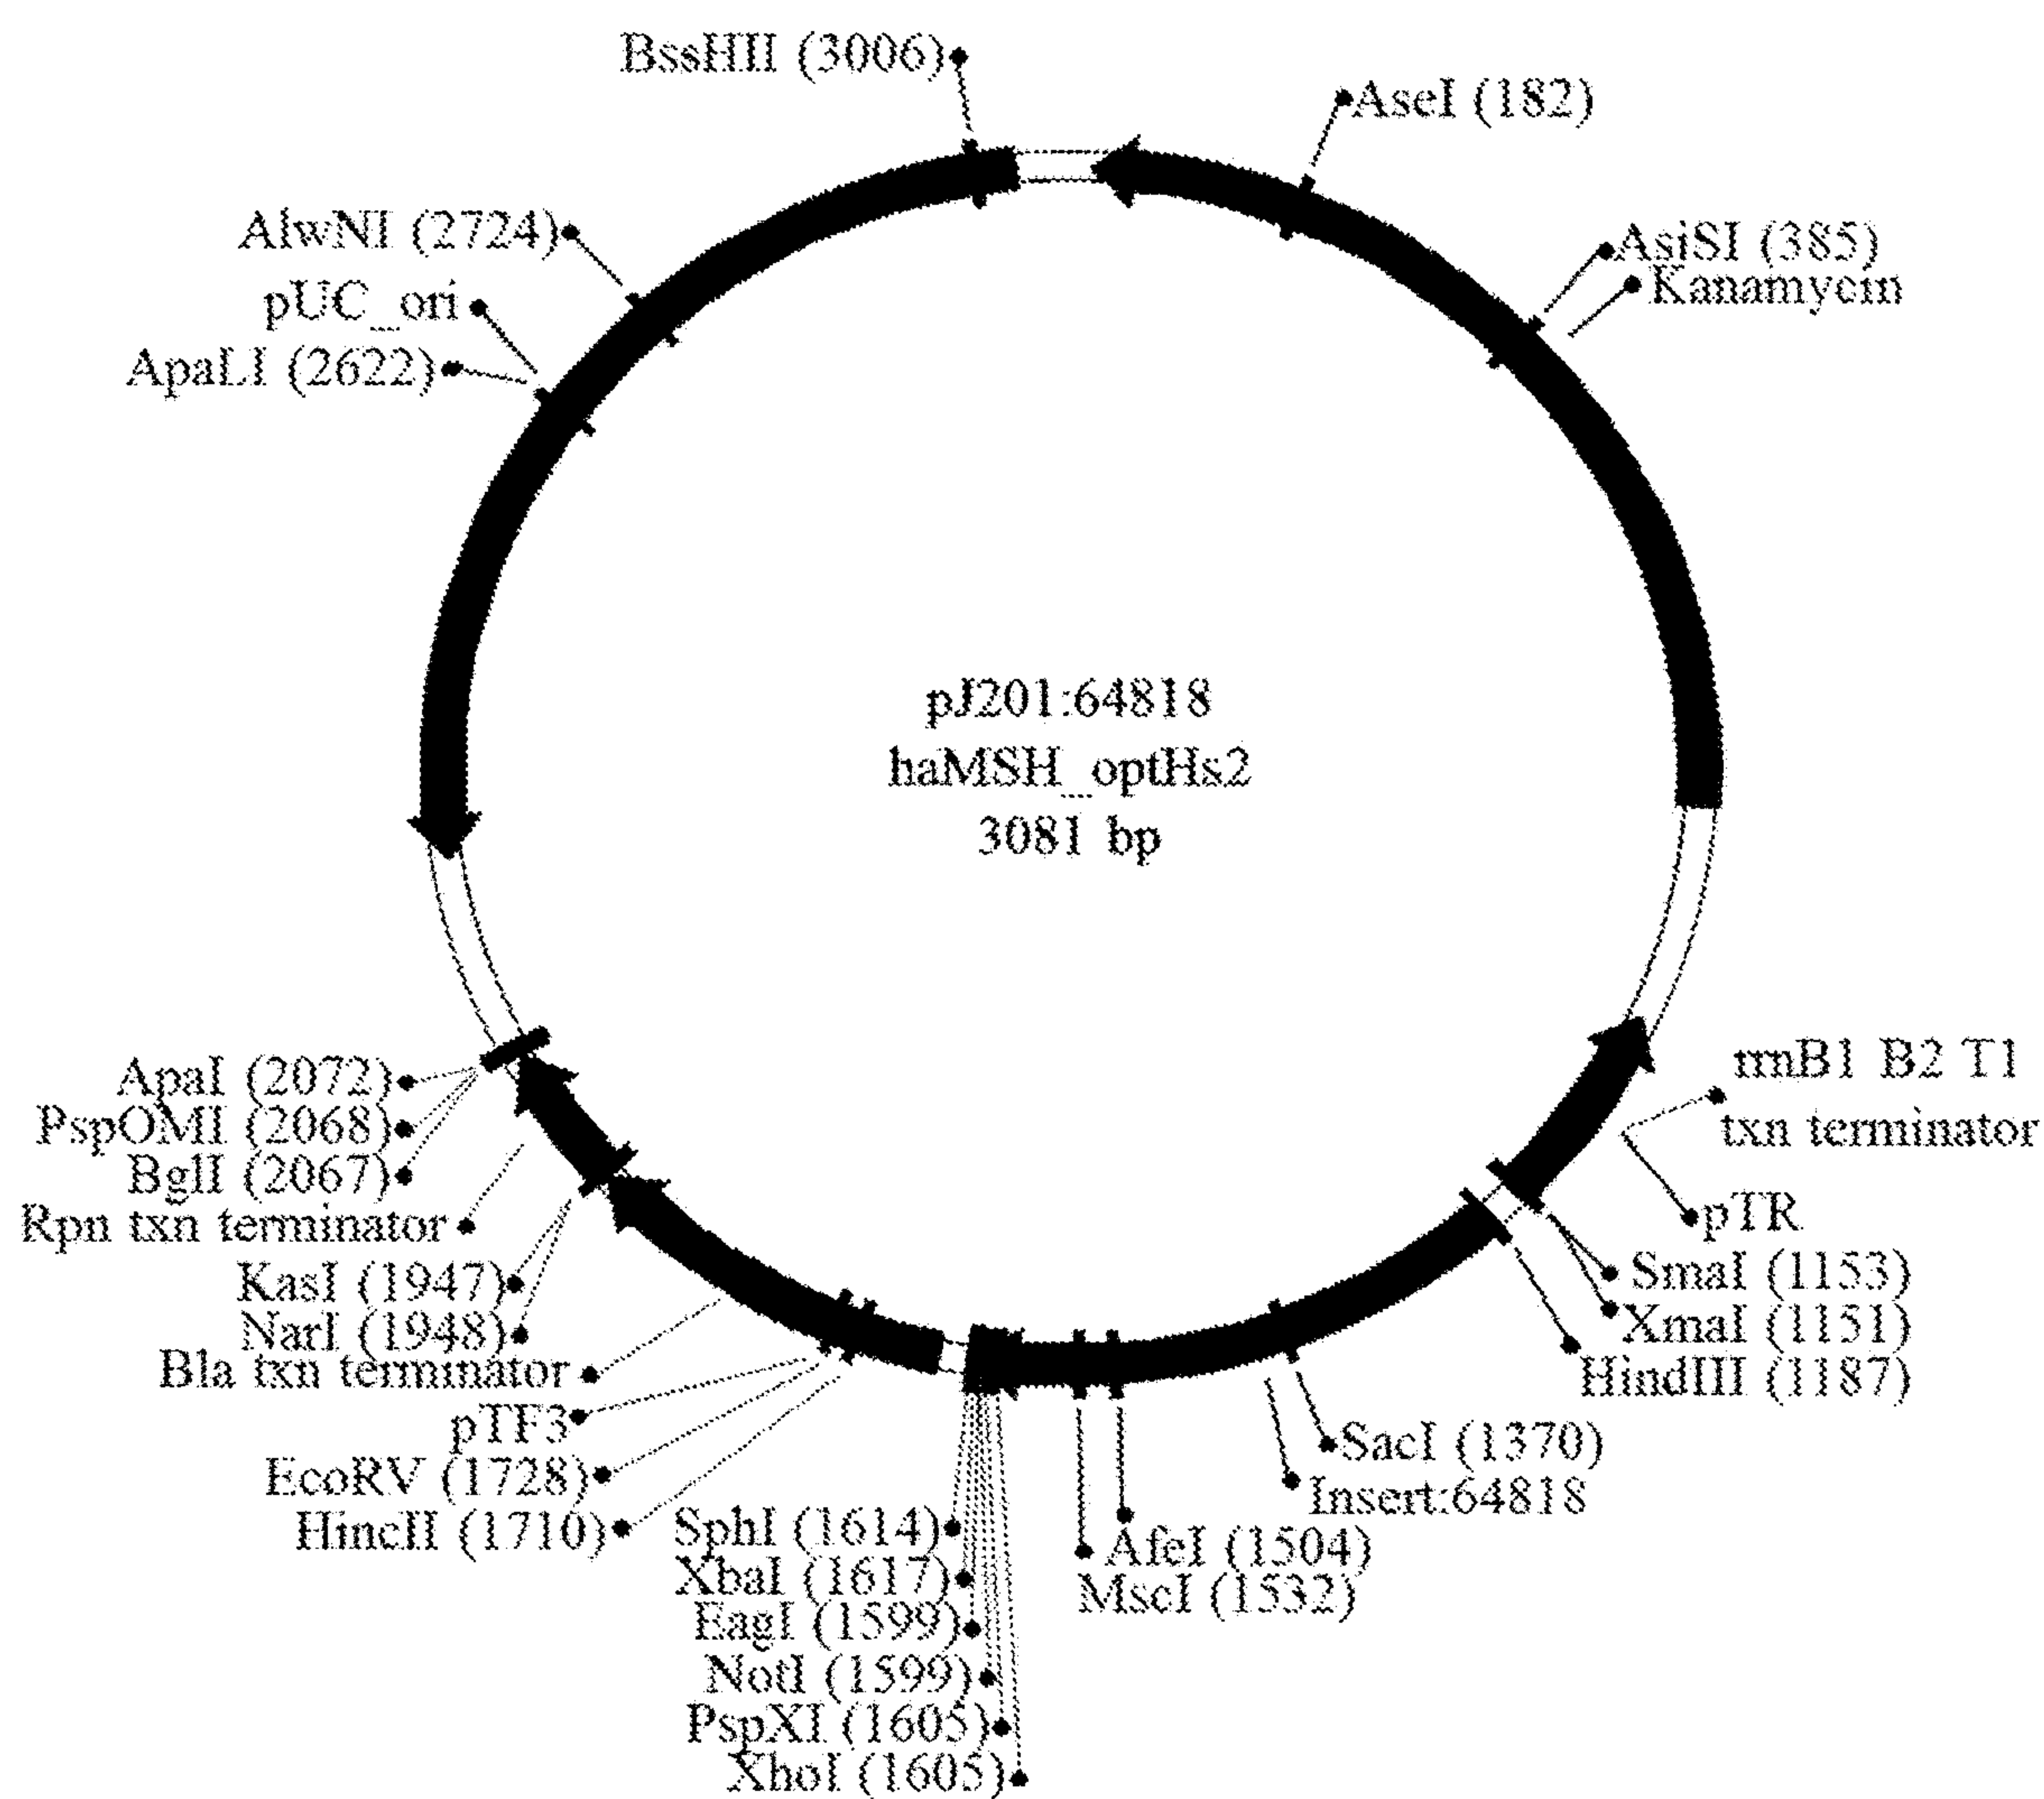 BssHII (3006)
AseI (182)
AlwNI (2724)
AsiSI (385)
pUC_ori
Kanamycin
ApaLI (2622)
pJ201:64818
haMSH_optHs2
3081 bp
ApaI (2072)
PspOMI (2068)
BglI (2067)
Rpn txn terminator
KasI (1947)
NarI (1948)
Bla txn terminator
pTF3
EcoRV (1728)
HincII (1710)
rrnB1 B2 T1
txn terminator
pTR
SmaI (1153)
XmaI (1151)
HindIII (1187)
SacI (1370)
Insert:64818
AfeI (1504)
MscI (1532)
SphI (1614)
XbaI (1617)
EagI (1599)
NotI (1599)
PspXI (1605)
XhoI (1605)